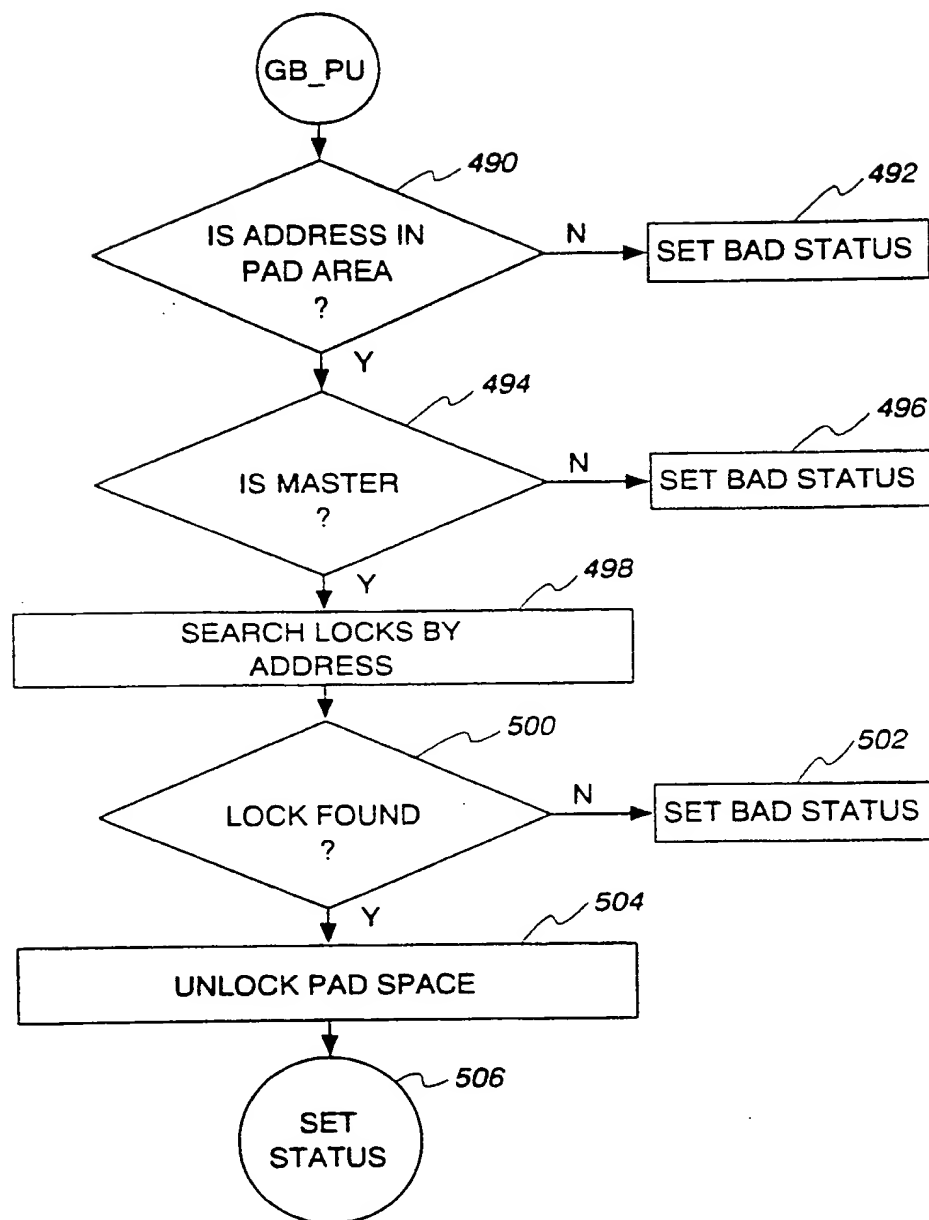 GB_PU
490
IS ADDRESS IN
PAD AREA
?
N
492
SET BAD STATUS
Y
494
IS MASTER
?
N
496
SET BAD STATUS
Y
498
SEARCH LOCKS BY
ADDRESS
500
LOCK FOUND
?
N
502
SET BAD STATUS
Y
504
UNLOCK PAD SPACE
506
SET
STATUS